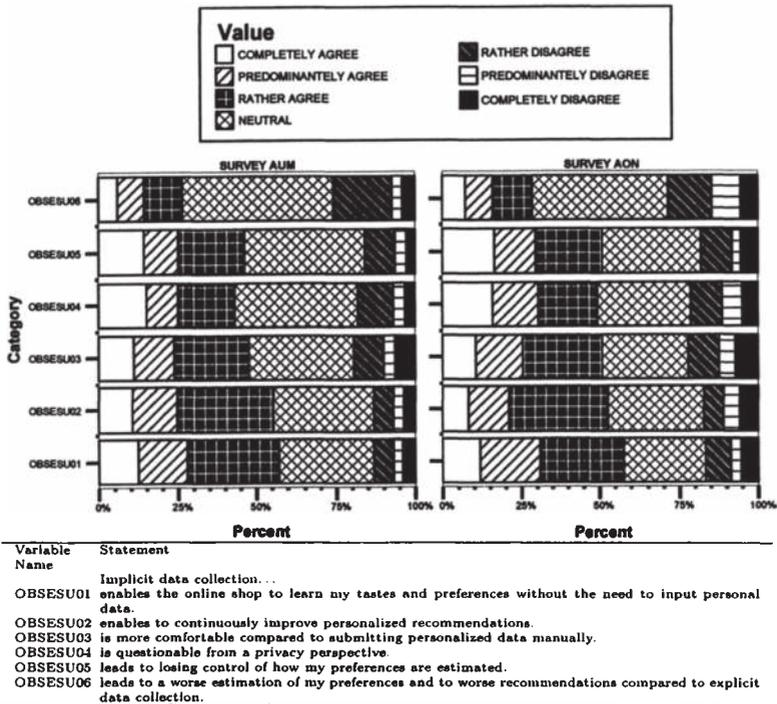 Value
COMPLETELY AGREE
PREDOMINANTELY AGREE
RATHER AGREE
NEUTRAL
RATHER DISAGREE
PREDOMINANTELY DISAGREE
COMPLETELY DISAGREE
SURVEY AUM
SURVEY AON
Category
OBSESU06
OBSESU05
OBSESU04
OBSESU03
OBSESU02
OBSESU01
0% 25% 50% 75% 100%
0% 25% 50% 75% 100%
Percent
Percent
Variable Statement
Name
Implicit data collection...
OBSESU01 enables the online shop to learn my tastes and preferences without the need to input personal
data.
OBSESU02 enables to continuously improve personalized recommendations.
OBSESU03 is more comfortable compared to submitting personalized data manually.
OBSESU04 is questionable from a privacy perspective.
OBSESU05 leads to losing control of how my preferences are estimated.
OBSESU06 leads to a worse estimation of my preferences and to worse recommendations compared to explicit
data collection.